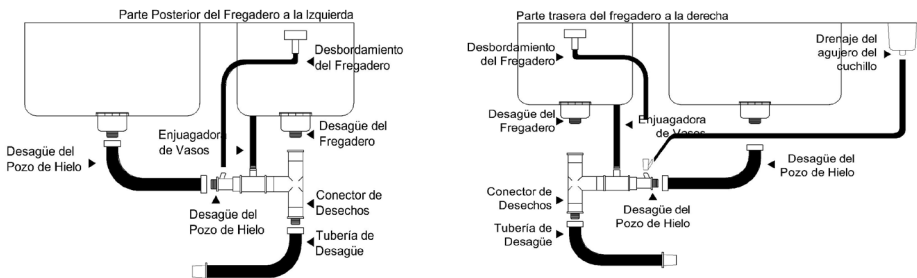 Parte Posterior del Fregadero a la Izquierda
Desbordamiento
del Fregadero
Enjuagadora
de Vasos
Desagüe del
Fregadero
Desagüe del
Pozo de Hielo
Desagüe del
Pozo de Hielo
Conector de
Desechos
Tubería de
Desagüe
Parte trasera del fregadero a la derecha
Desbordamiento
del Fregadero
Drenaje del
agujero del
cuchillo
Desagüe del
Fregadero
Enjuagadora
de Vasos
Desagüe del
Pozo de Hielo
Conector de
Desechos
Desagüe del
Pozo de Hielo
Tubería de
Desagüe